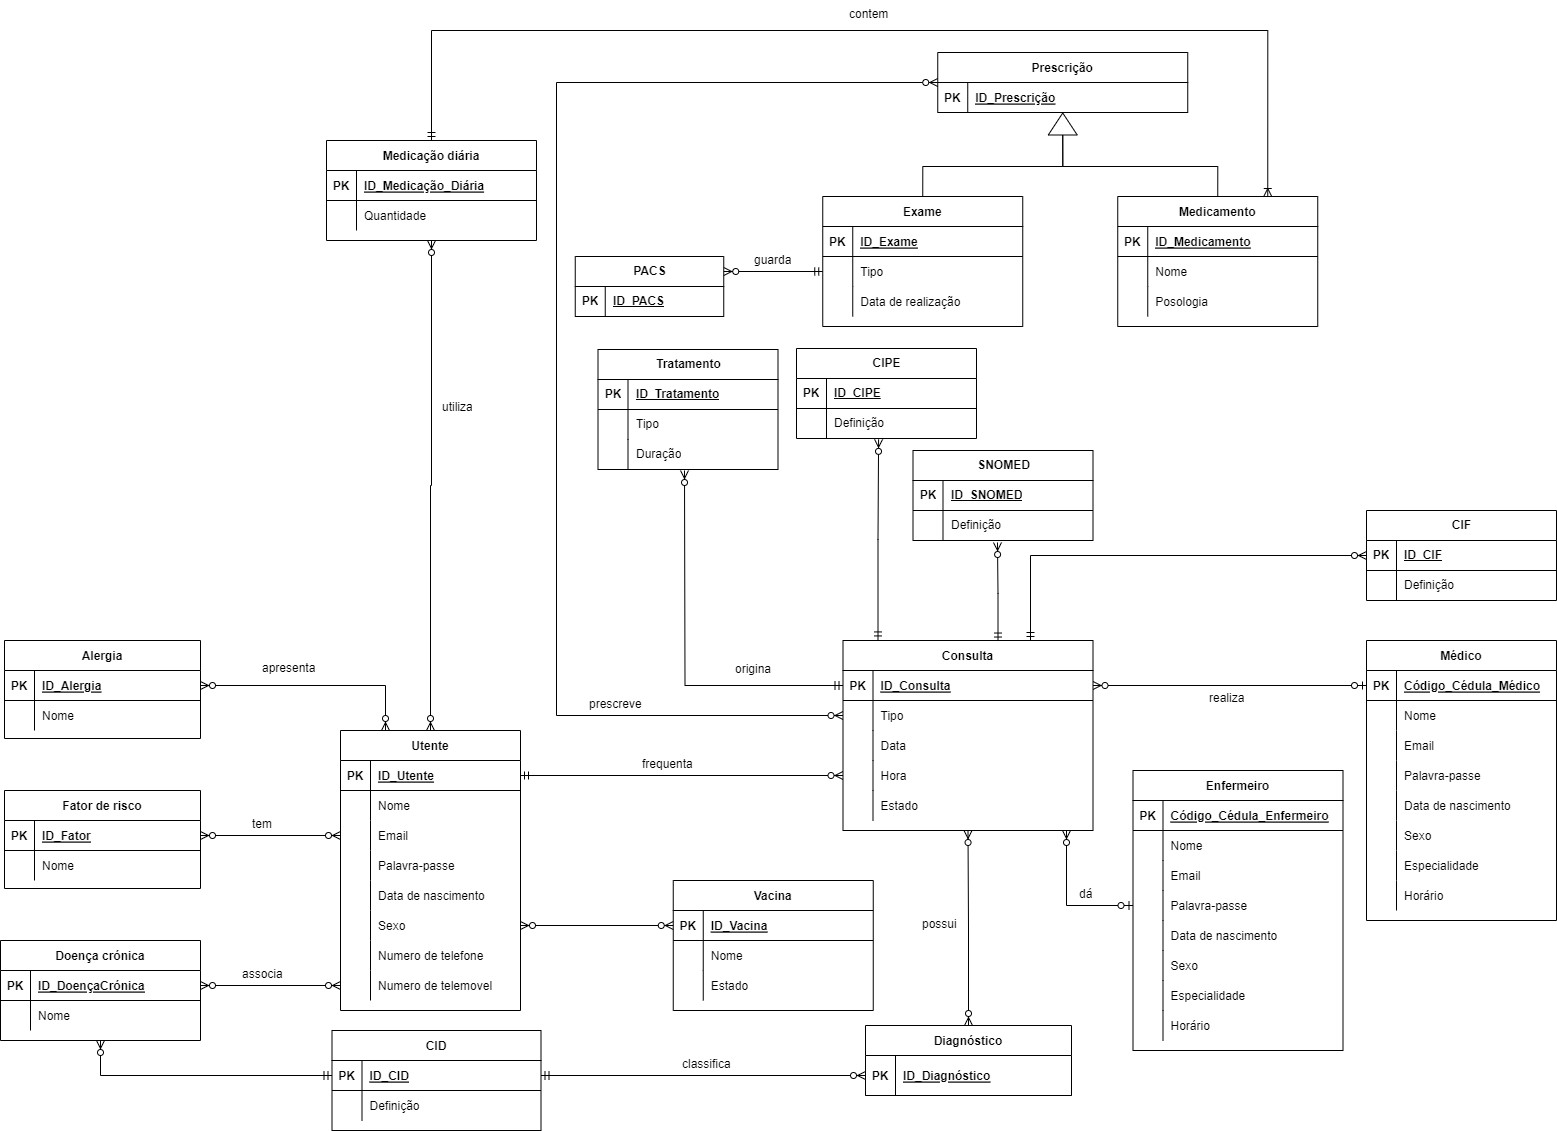 contem
Prescrição
PK ID_Prescrição
Medicação diária
PK ID_Medicação_Diária
Quantidade
Exame
PK ID_Exame
Tipo
Data de realização
Medicamento
PK ID_Medicamento
Nome
Posologia
guarda
PACS
PK ID_PACS
Tratamento
PK ID_Tratamento
Tipo
Duração
CIPE
PK ID_CIPE
Definição
utiliza
SNOMED
PK ID_SNOMED
Definição
CIF
PK ID_CIF
Definição
Alergia
PK ID_Alergia
Nome
apresenta
origina
prescreve
Consulta
PK ID_Consulta
Tipo
Data
Hora
Estado
realiza
Médico
PK Código_Cédula_Médico
Nome
Email
Palavra-passe
Data de nascimento
Sexo
Especialidade
Horário
Utente
PK ID_Utente
Nome
Email
Palavra-passe
Data de nascimento
Sexo
Numero de telefone
Numero de telemovel
frequenta
Fator de risco
PK ID_Fator
Nome
tem
Enfermeiro
PK Código_Cédula_Enfermeiro
Nome
Email
Palavra-passe
Data de nascimento
Sexo
Especialidade
Horário
dá
Vacina
PK ID_Vacina
Nome
Estado
possui
Doença crónica
PK ID_DoençaCrónica
Nome
associa
CID
PK ID_CID
Definição
classifica
Diagnóstico
PK ID_Diagnóstico